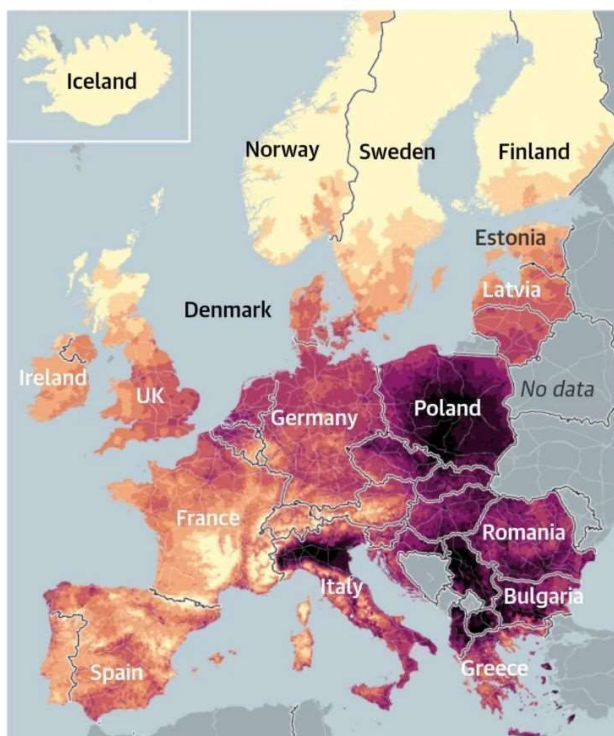 Iceland
Norway
Sweden
Finland
Estonia
Latvia
Denmark
Ireland
UK
Germany
Poland
No data
France
Romania
Italy
Bulgaria
Spain
Greece